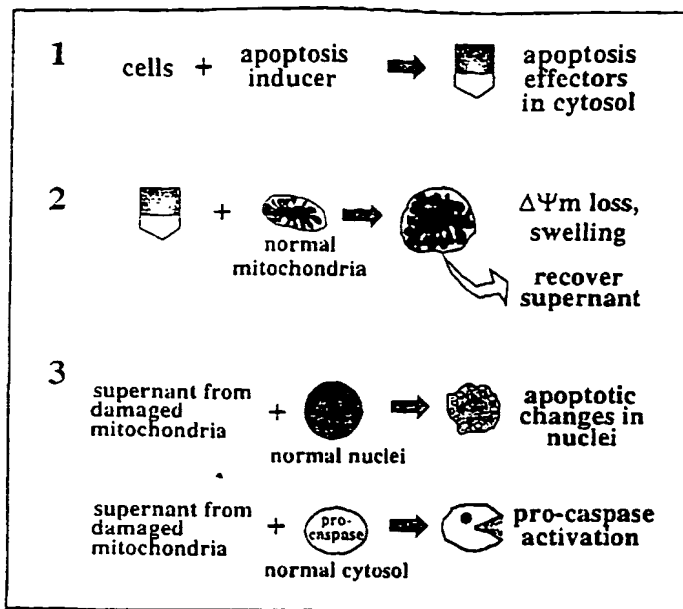 1
cells + apoptosis inducer
apoptosis
effectors
in cytosol
2
+
normal
mitochondria
ΔΨm loss,
swelling
recover
supernant
3
supernant from
damaged
mitochondria
+
normal nuclei
apoptotic
changes in
nuclei
supernant from
damaged
mitochondria
+
pro-
caspase
normal cytosol
pro-caspase
activation